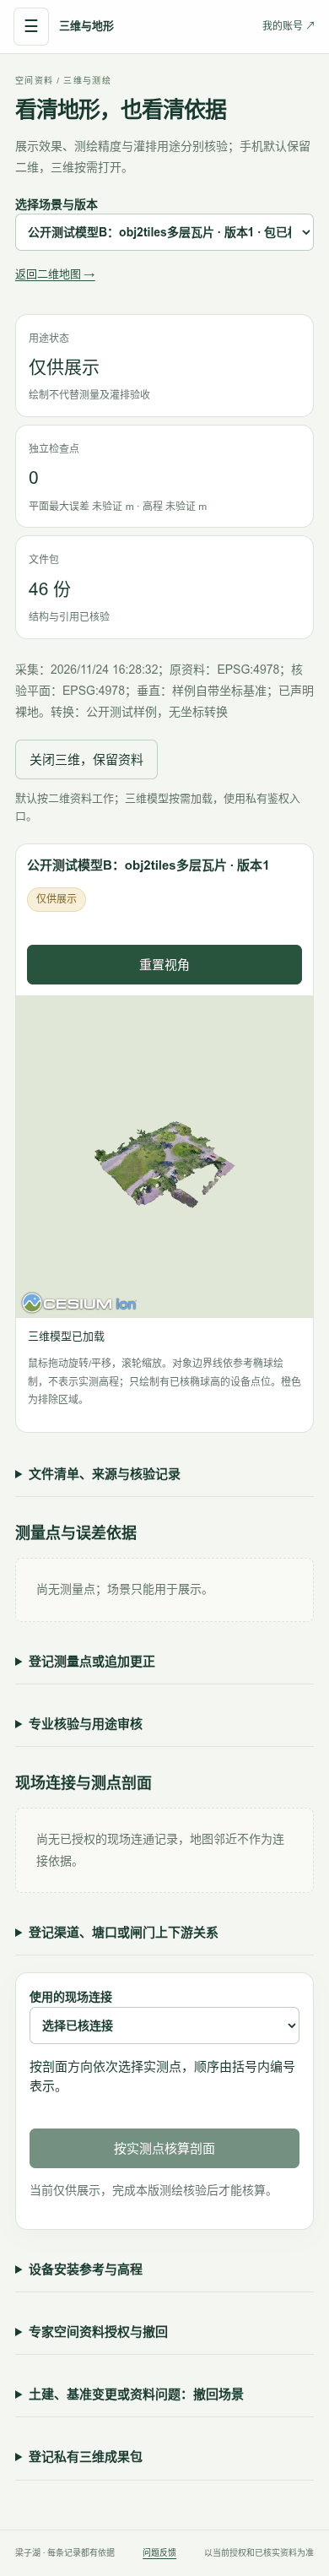 ☰ 三维与地形 我的账号 ↗
空间资料 / 三维与测绘
看清地形，也看清依据
展示效果、测绘精度与灌排用途分别核验；手机默认保留
二维，三维按需打开。
选择场景与版本
公开测试模型B：obj2tiles多层瓦片 · 版本1 · 包已核
返回二维地图 →
用途状态
仅供展示
绘制不代替测量及灌排验收
独立检查点
0
平面最大误差 未验证 m · 高程 未验证 m
文件包
46 份
结构与引用已核验
采集：2026/11/24 16:28:32；原资料：EPSG:4978；核
验平面：EPSG:4978；垂直：样例自带坐标基准；已声明
裸地。转换：公开测试样例，无坐标转换
关闭三维，保留资料
默认按二维资料工作；三维模型按需加载，使用私有鉴权入
口。
公开测试模型B：obj2tiles多层瓦片 · 版本1
仅供展示
重置视角
CESIUM ion
三维模型已加载
鼠标拖动旋转/平移，滚轮缩放。对象边界线依参考椭球绘
制，不表示实测高程；只绘制有已核椭球高的设备点位。橙色
为排除区域。
▶ 文件清单、来源与核验记录
测量点与误差依据
尚无测量点；场景只能用于展示。
▶ 登记测量点或追加更正
▶ 专业核验与用途审核
现场连接与测点剖面
尚无已授权的现场连通记录，地图邻近不作为连
接依据。
▶ 登记渠道、塘口或闸门上下游关系
使用的现场连接
选择已核连接
按剖面方向依次选择实测点，顺序由括号内编号
表示。
按实测点核算剖面
当前仅供展示，完成本版测绘核验后才能核算。
▶ 设备安装参考与高程
▶ 专家空间资料授权与撤回
▶ 土建、基准变更或资料问题：撤回场景
▶ 登记私有三维成果包
梁子湖 · 每条记录都有依据 问题反馈 以当前授权和已核实资料为准